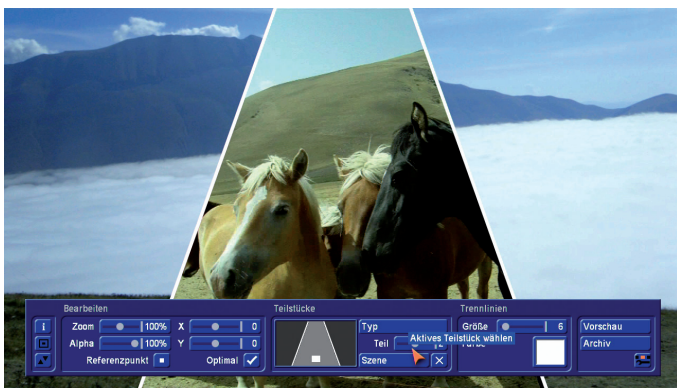 Bearbeiten
Zoom 100% X 0
Alpha 100% Y 0
Referenzpunkt Optimal
Teilstücke
Typ
Teil
Aktives Teilstück wählen
Szene
Trennlinien
Größe 6
Vorschau
Archiv